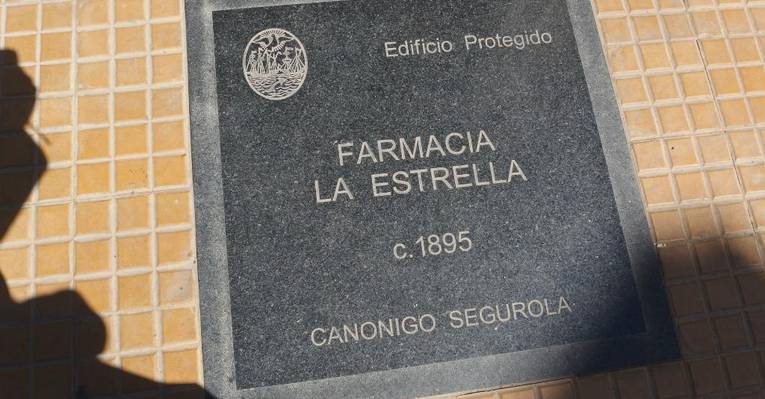 Edificio Protegido
FARMACIA
LA ESTRELLA
c.1895
CANONIGO SEGUROLA